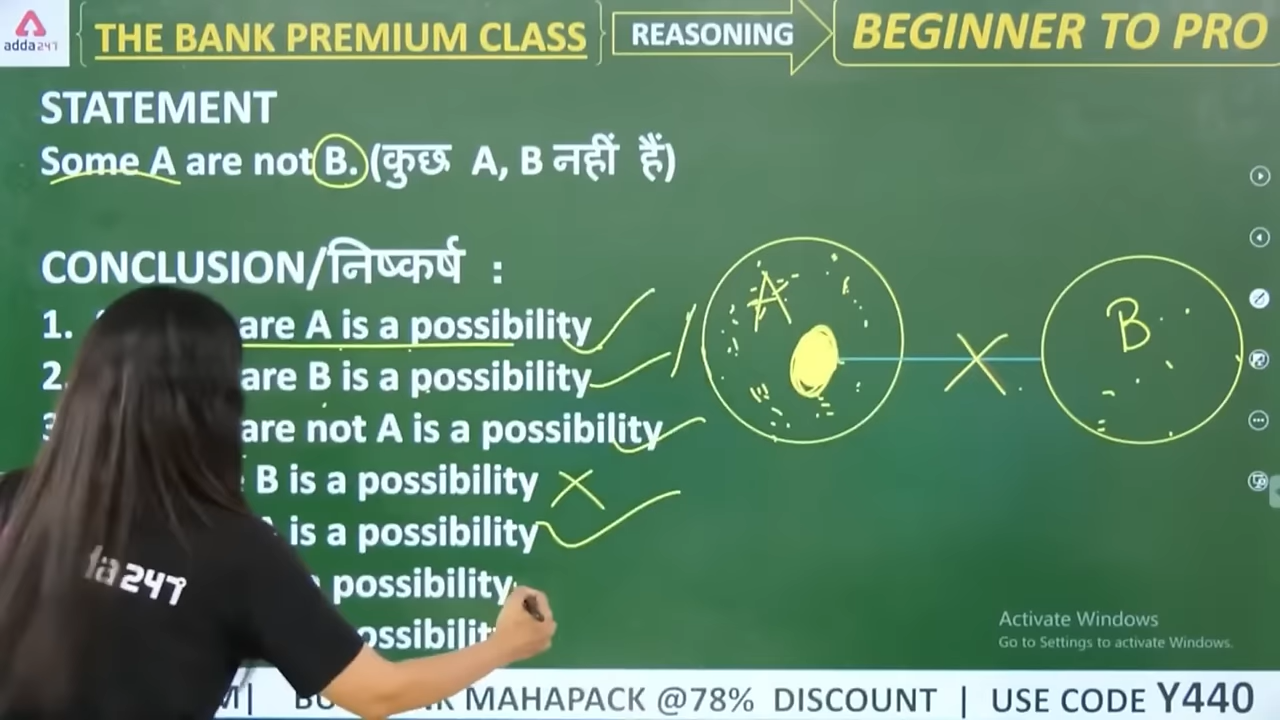 adda247
THE BANK PREMIUM CLASS
REASONING
BEGINNER TO PRO
STATEMENT
Some A are not B. (कुछ A, B नहीं हैं)
CONCLUSION/निष्कर्ष :
1. are A is a possibility
2. are B is a possibility
3 are not A is a possibility
B is a possibility
is a possibility
possibility
A
B
247
Activate Windows
Go to Settings to activate Windows.
MAHAPACK @78% DISCOUNT | USE CODE Y440